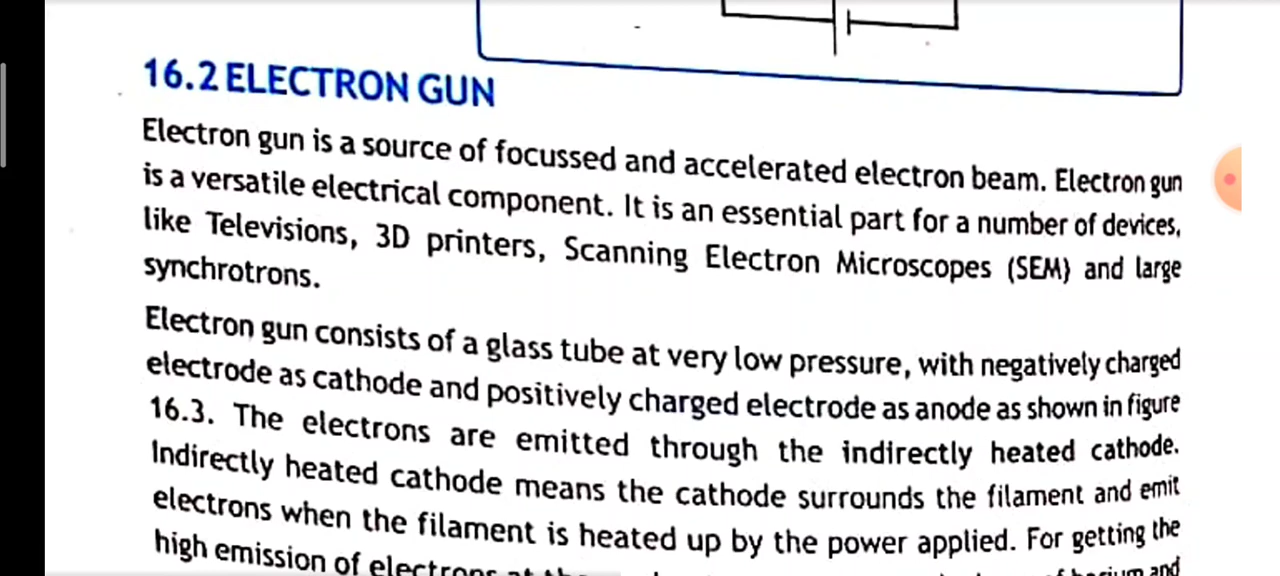 16.2 ELECTRON GUN
Electron gun is a source of focussed and accelerated electron beam. Electron gun
is a versatile electrical component. It is an essential part for a number of devices,
like Televisions, 3D printers, Scanning Electron Microscopes (SEM) and large
synchrotrons.
Electron gun consists of a glass tube at very low pressure, with negatively charged
electrode as cathode and positively charged electrode as anode as shown in figure
16.3. The electrons are emitted through the indirectly heated cathode.
Indirectly heated cathode means the cathode surrounds the filament and emit
electrons when the filament is heated up by the power applied. For getting the
high emission of electrons